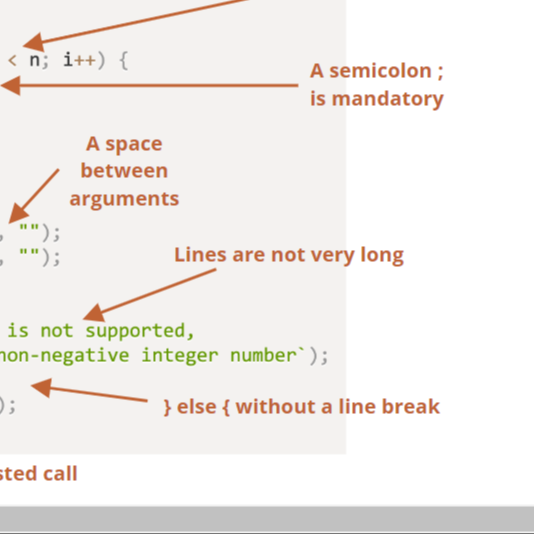 < n; i++) {
A semicolon ;
is mandatory
A space
between
arguments
, "");
, "");
Lines are not very long
is not supported,
non-negative integer number`);
);
} else { without a line break
sted call